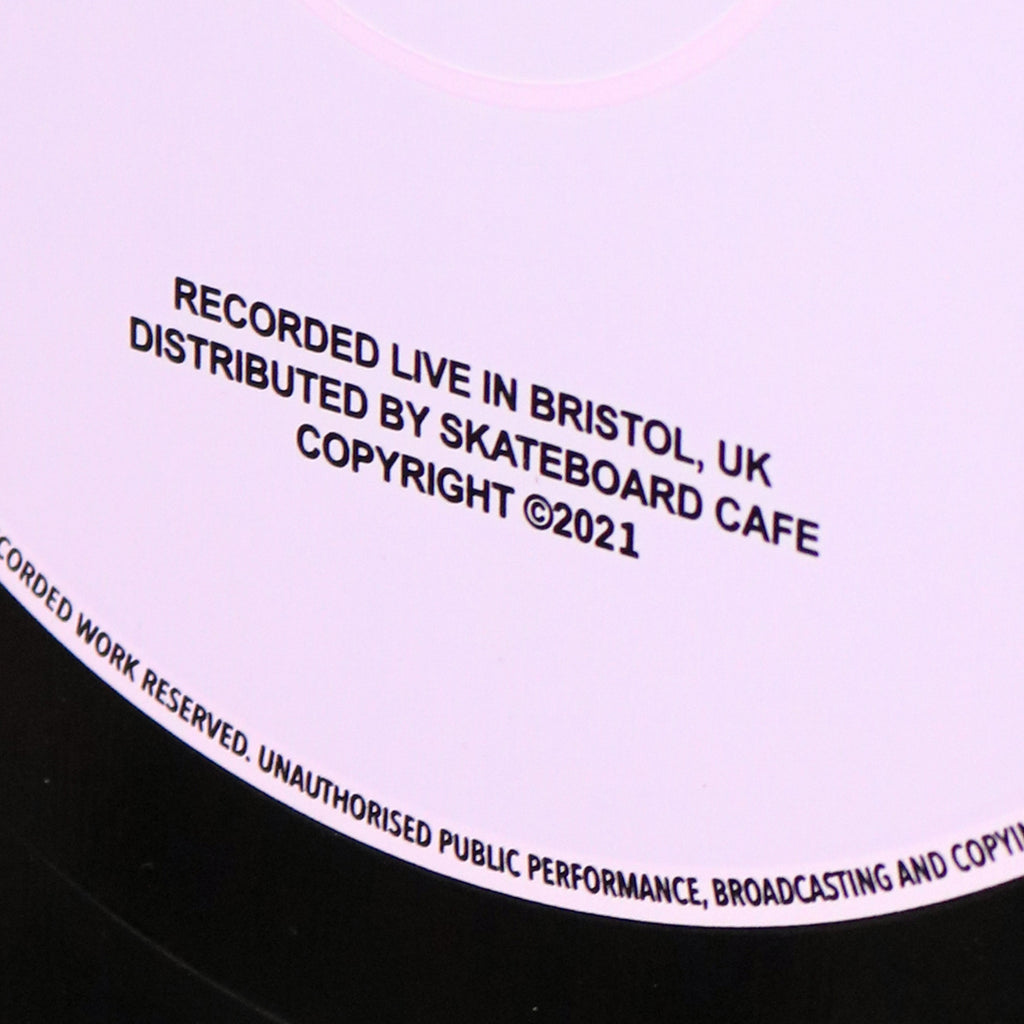 RECORDED LIVE IN BRISTOL, UK
DISTRIBUTED BY SKATEBOARD CAFE
COPYRIGHT ©2021
WORK RESERVED. UNAUTHORISED PUBLIC PERFORMANCE, BROADCASTING AND